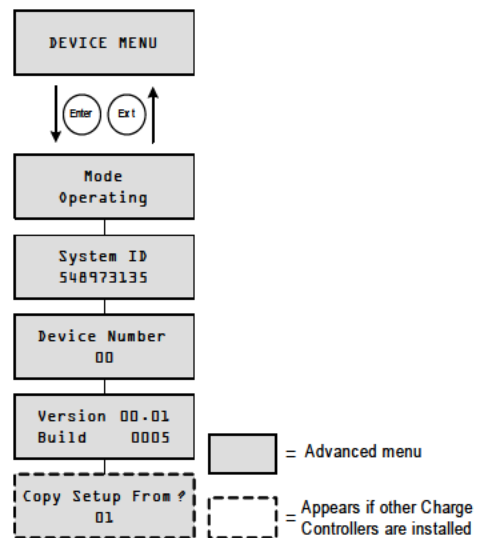 DEVICE MENU
Enter
Exit
Mode
Operating
System ID
548973135
Device Number
00
Version 00.01
Build 0005
= Advanced menu
Copy Setup From?
01
= Appears if other Charge
Controllers are installed